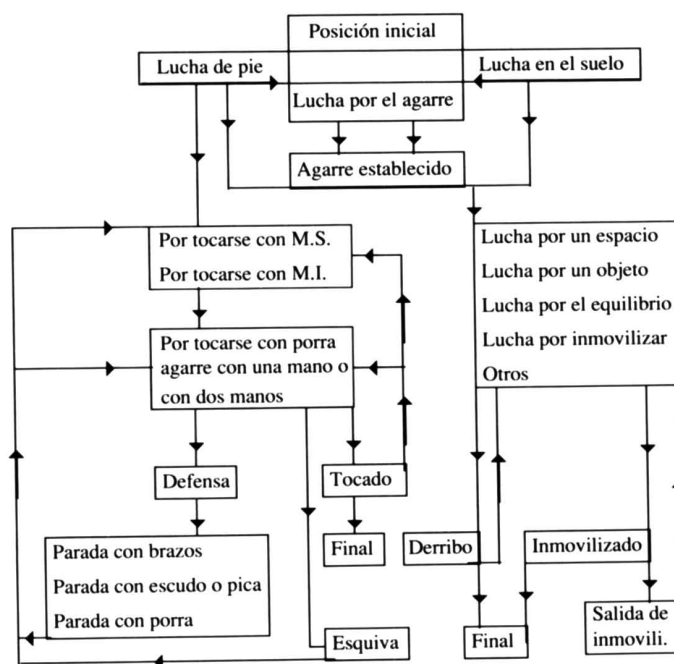 Posición inicial
Lucha de pie
Lucha en el suelo
Lucha por el agarre
Agarre establecido
Por tocarse con M.S.
Por tocarse con M.I.
Lucha por un espacio
Lucha por un objeto
Lucha por el equilibrio
Lucha por inmovilizar
Otros
Por tocarse con porra
agarre con una mano o
con dos manos
Defensa
Tocado
Parada con brazos
Parada con escudo o pica
Parada con porra
Final
Derribo
Inmovilizado
Esquiva
Final
Salida de
inmovili.